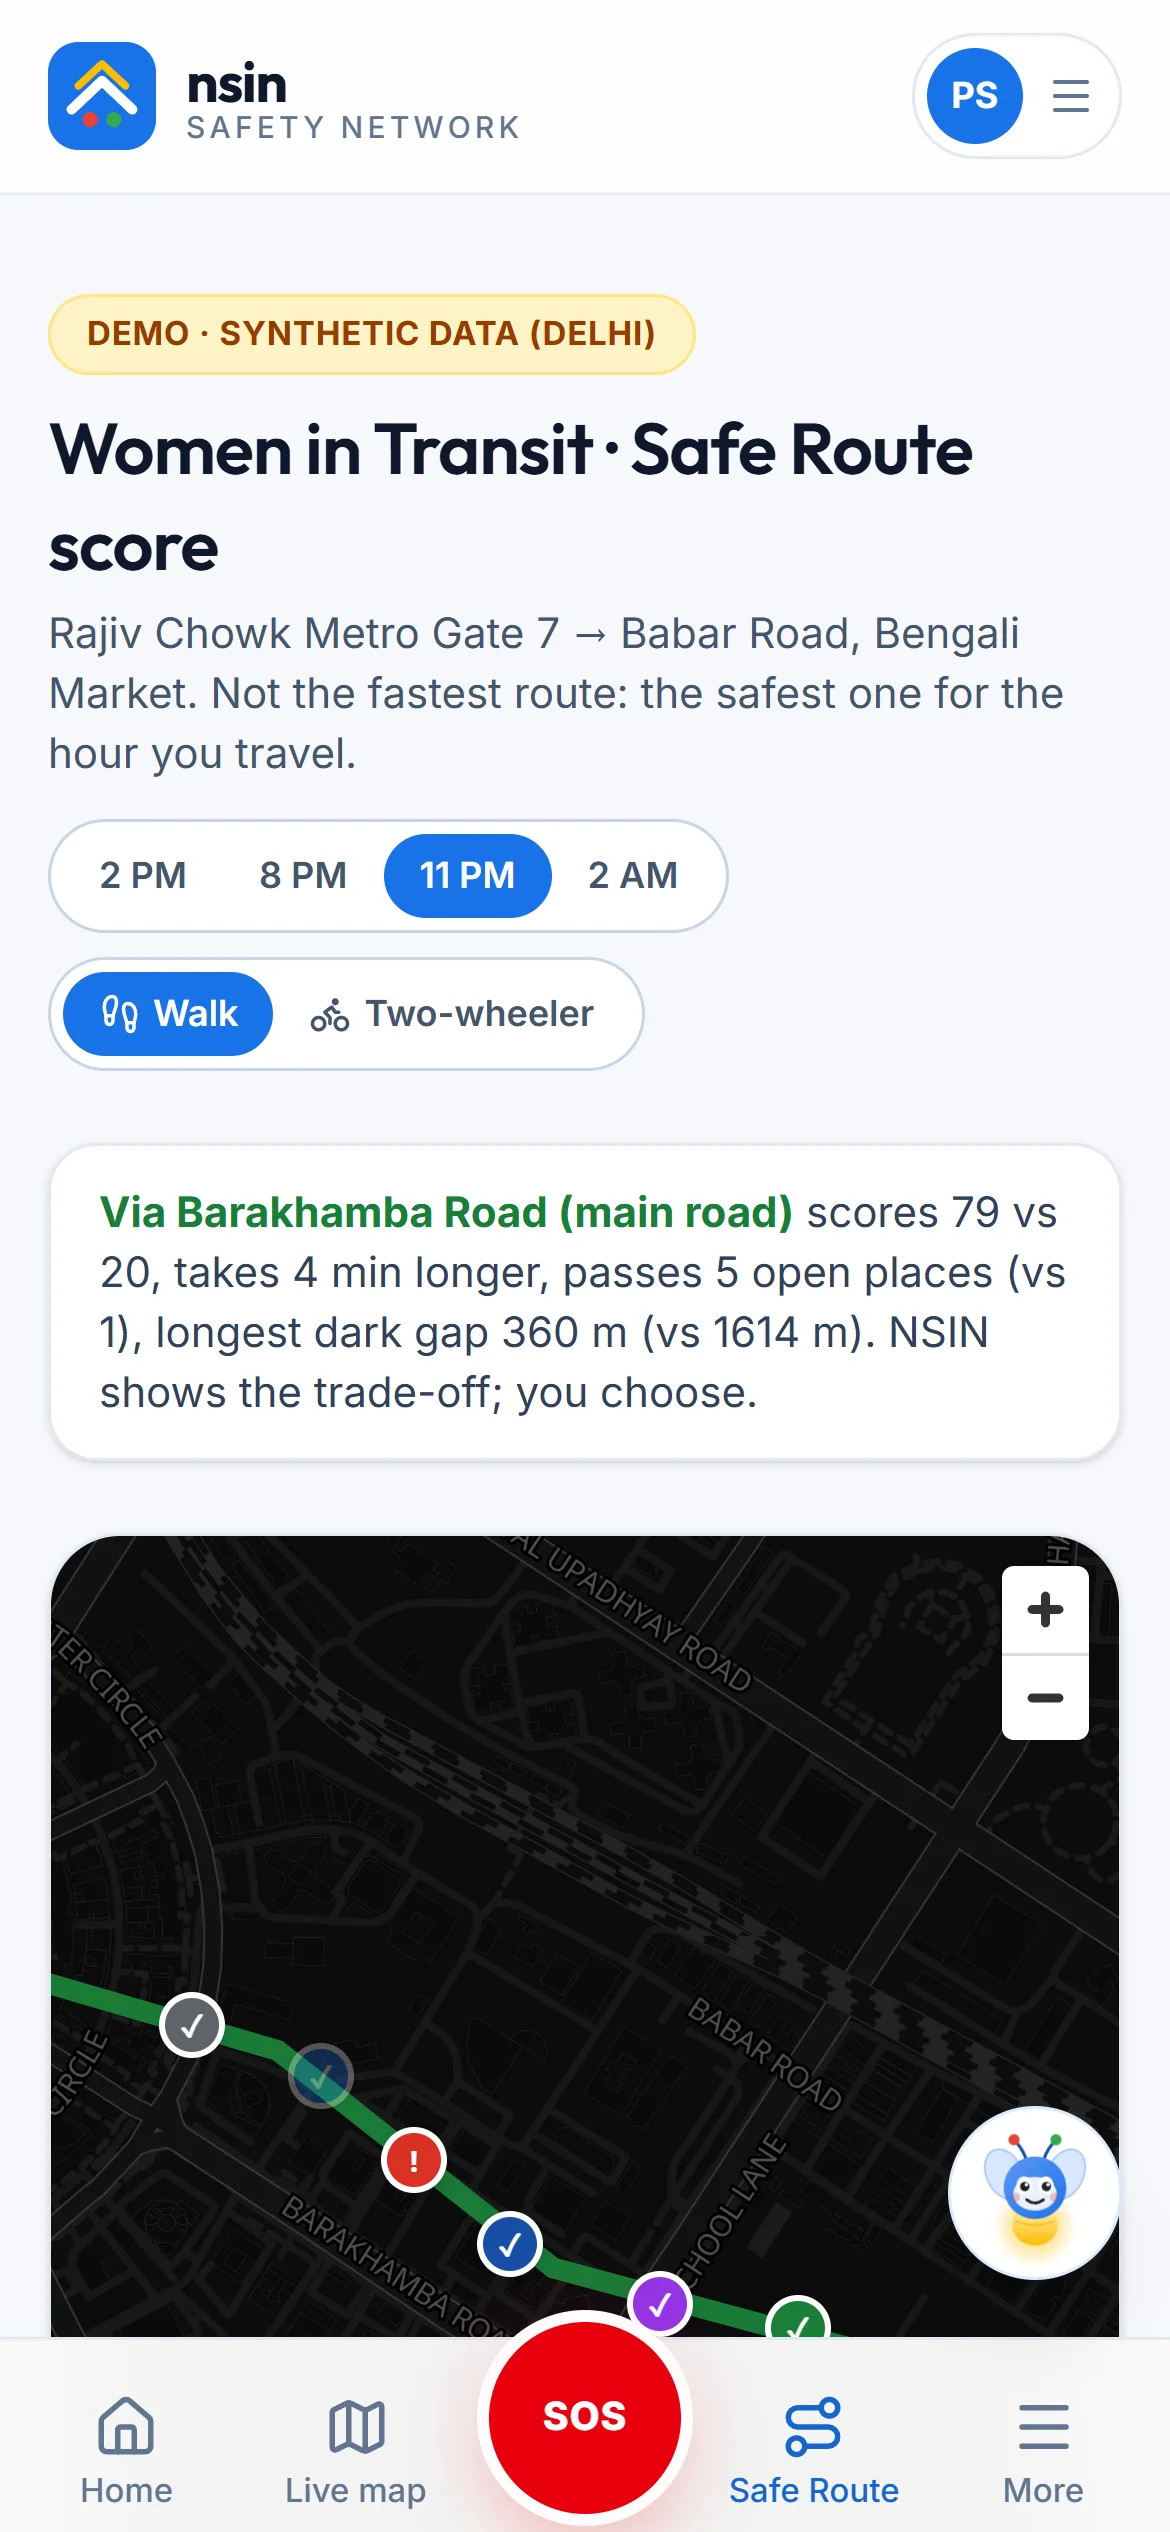 nsin
SAFETY NETWORK
PS
DEMO · SYNTHETIC DATA (DELHI)
Women in Transit · Safe Route
score
Rajiv Chowk Metro Gate 7 → Babar Road, Bengali
Market. Not the fastest route: the safest one for the
hour you travel.
2 PM 8 PM 11 PM 2 AM
Walk Two-wheeler
Via Barakhamba Road (main road) scores 79 vs
20, takes 4 min longer, passes 5 open places (vs
1), longest dark gap 360 m (vs 1614 m). NSIN
shows the trade-off; you choose.
UPADHYAY ROAD
CIRCLE
BABAR ROAD
CIRCLE
LANE
BARAKHAMBA
SOS
Home
Live map
Safe Route
More